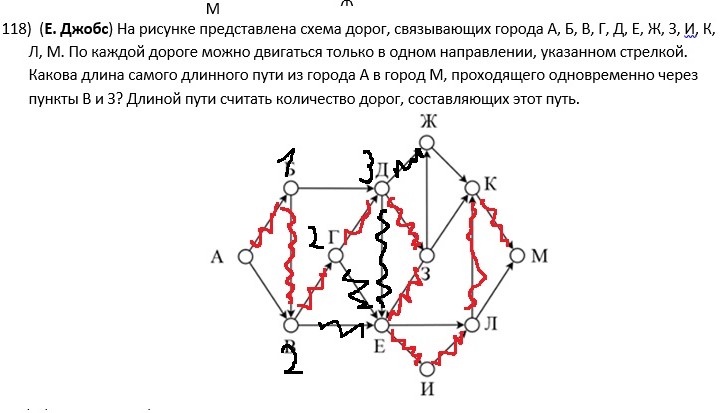 М
Ж
118) (Е. Джобс) На рисунке представлена схема дорог, связывающих города А, Б, В, Г, Д, Е, Ж, З, И, К,
Л, М. По каждой дороге можно двигаться только в одном направлении, указанном стрелкой.
Какова длина самого длинного пути из города А в город М, проходящего одновременно через
пункты В и З? Длиной пути считать количество дорог, составляющих этот путь.
Ж
1 Б 3 Д К
2 Г
А З М
В Е Л
2
И